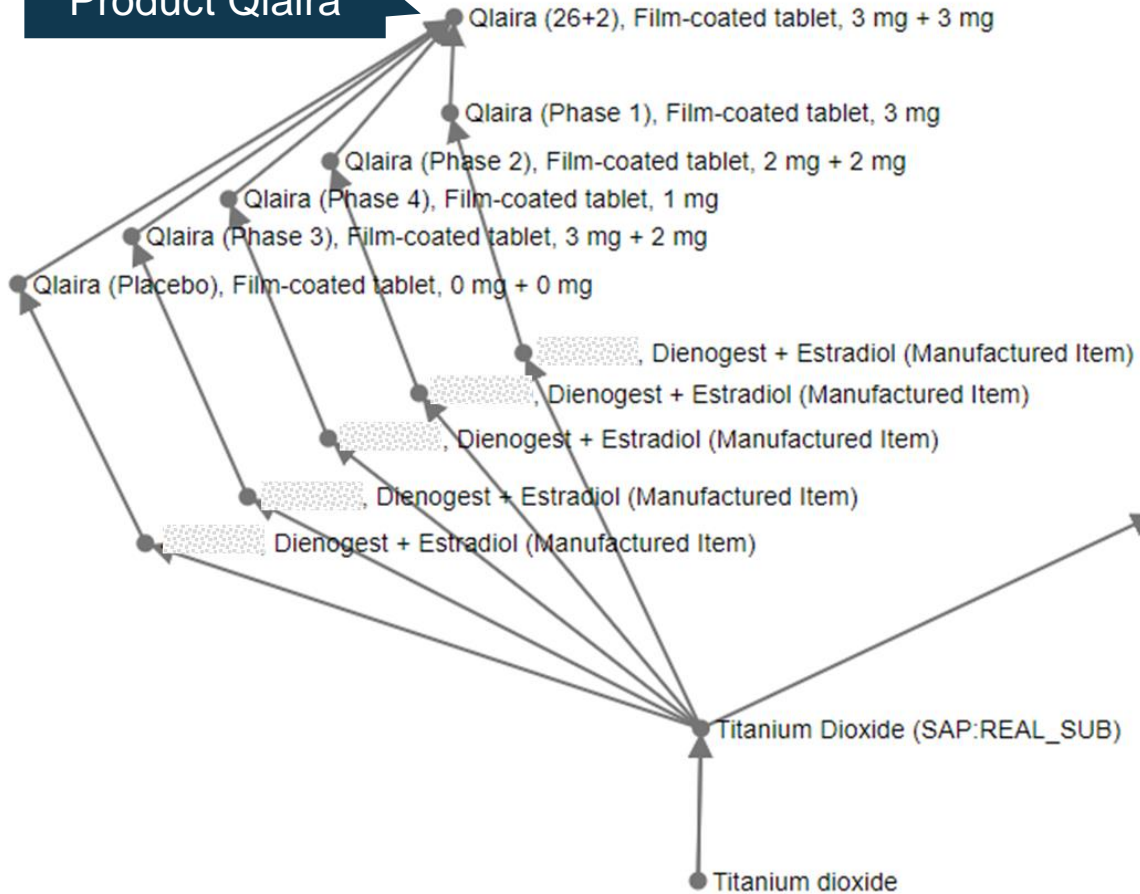 Product Qlaira
Qlaira (26+2), Film-coated tablet, 3 mg + 3 mg
Qlaira (Phase 1), Film-coated tablet, 3 mg
Qlaira (Phase 2), Film-coated tablet, 2 mg + 2 mg
Qlaira (Phase 4), Film-coated tablet, 1 mg
Qlaira (Phase 3), Film-coated tablet, 3 mg + 2 mg
Qlaira (Placebo), Film-coated tablet, 0 mg + 0 mg
, Dienogest + Estradiol (Manufactured Item)
, Dienogest + Estradiol (Manufactured Item)
, Dienogest + Estradiol (Manufactured Item)
, Dienogest + Estradiol (Manufactured Item)
, Dienogest + Estradiol (Manufactured Item)
Titanium Dioxide (SAP:REAL_SUB)
Titanium dioxide